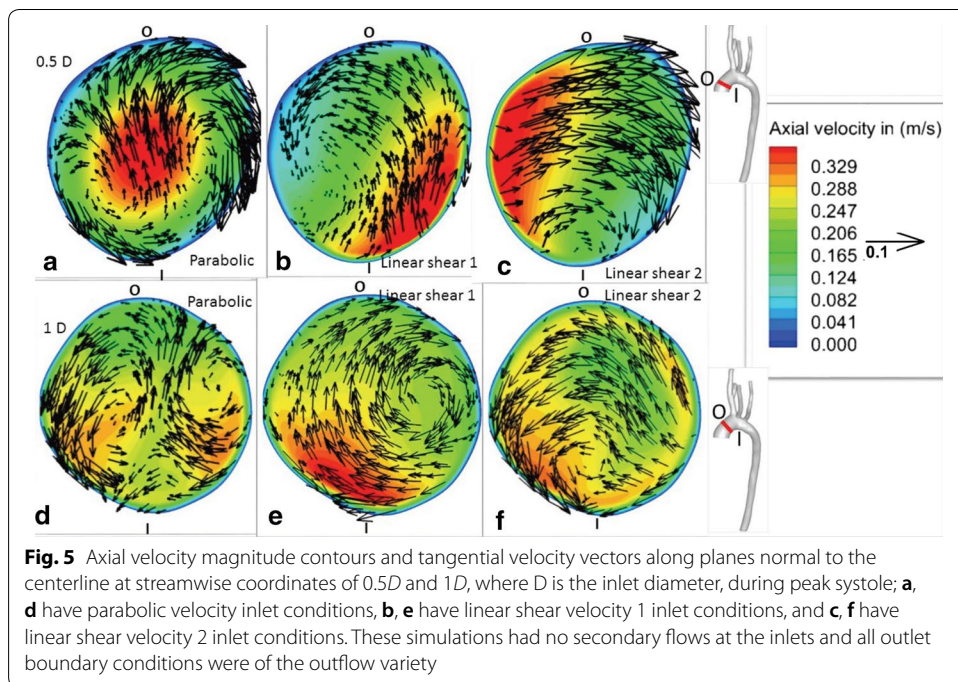 O
0.5 D
a
Parabolic
I
O
b
Linear shear 1
I
O
c
Linear shear 2
I
O
I
Axial velocity in (m/s)
0.329
0.288
0.247
0.206
0.165
0.124
0.082
0.041
0.000
0.1
O
Parabolic
1 D
d
I
O
Linear shear 1
e
I
O
Linear shear 2
f
I
O
I
Fig. 5 Axial velocity magnitude contours and tangential velocity vectors along planes normal to the
centerline at streamwise coordinates of 0.5D and 1D, where D is the inlet diameter, during peak systole; a,
d have parabolic velocity inlet conditions, b, e have linear shear velocity 1 inlet conditions, and c, f have
linear shear velocity 2 inlet conditions. These simulations had no secondary flows at the inlets and all outlet
boundary conditions were of the outflow variety